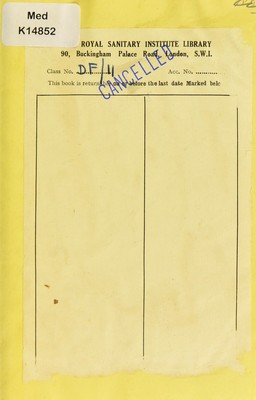 Med
K14852
ROYAL SANITARY INSTITUTE LIBRARY
90, Buckingham Palace Road, London, S.W.1.
Class No. DF/11 Acc. No. ...........
CANCELLED
This book is returnable on or before the last date Marked belo